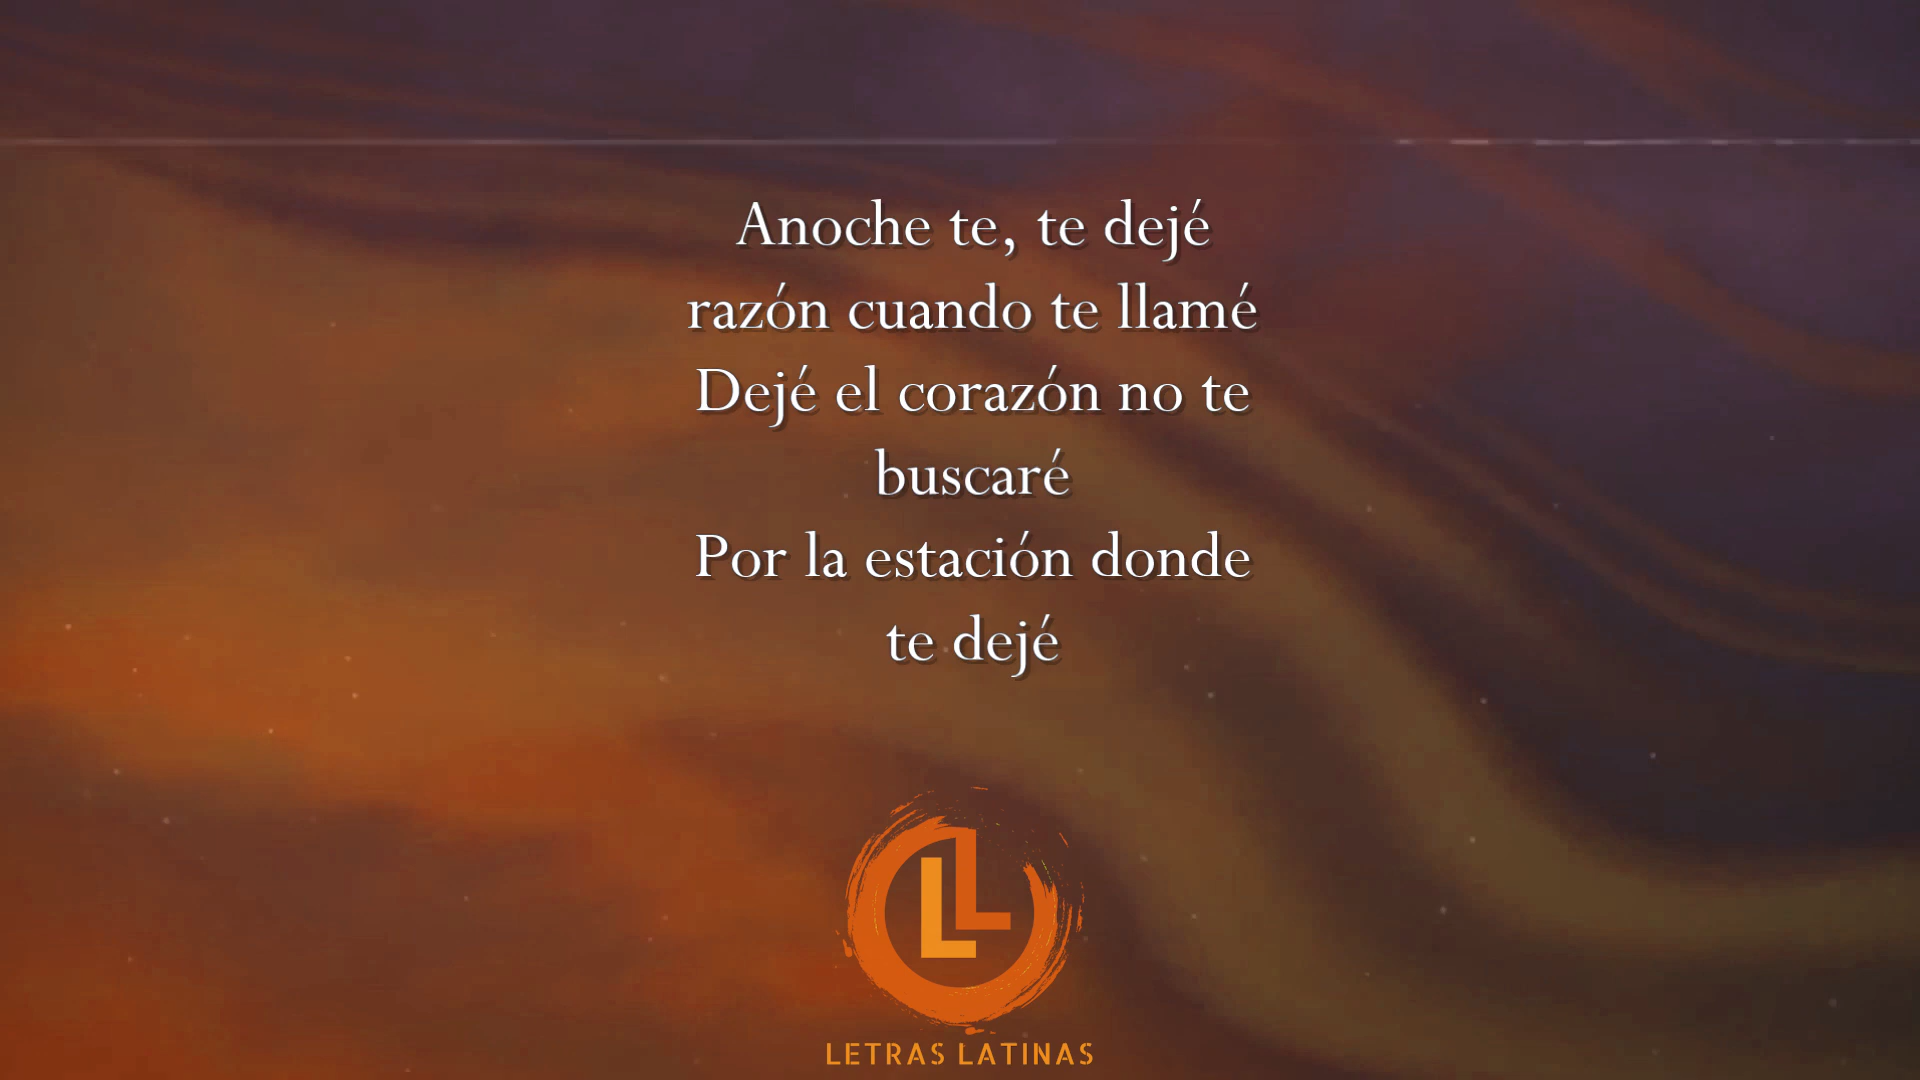 Anoche te, te dejé
razón cuando te llamé
Dejé el corazón no te
buscaré
Por la estación donde
te dejé
LL
LETRAS LATINAS